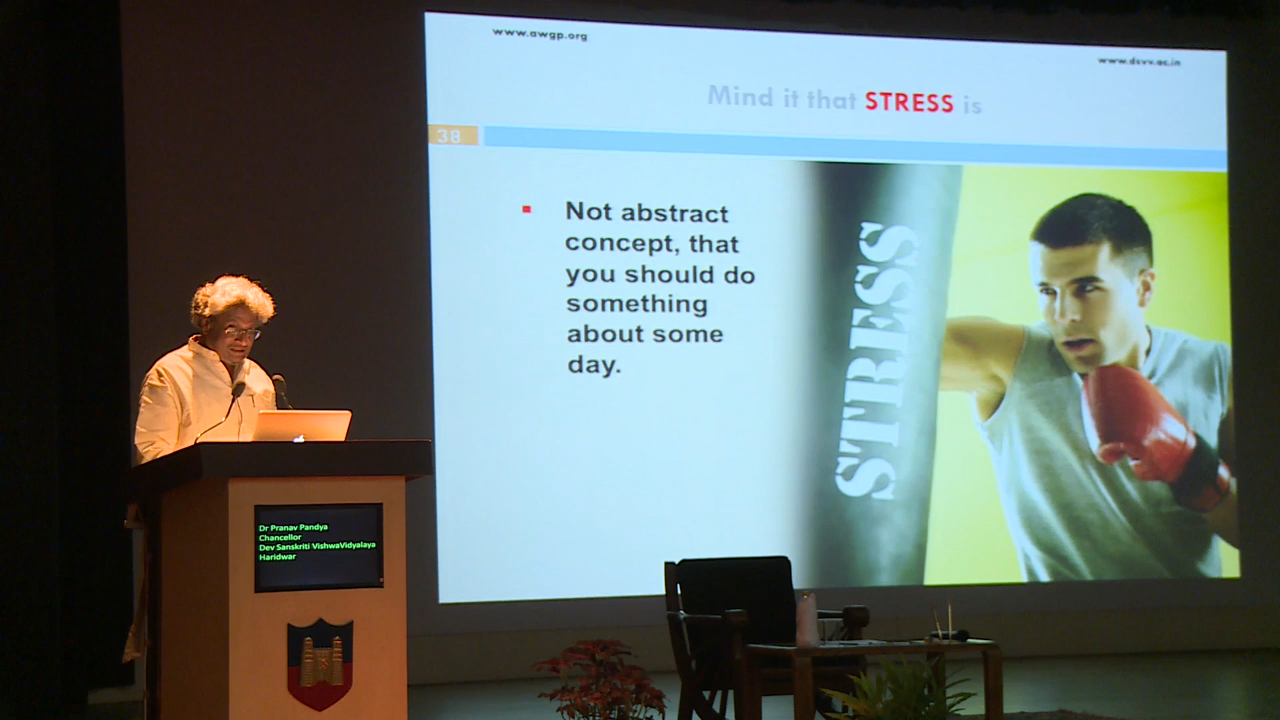 www.awgp.org
www.dsvv.ac.in
Mind it that STRESS is
38
Not abstract
concept, that
you should do
something
about some
day.
STRESS
Dr Pranav Pandya
Chancellor
Dev Sanskriti VishwaVidyalaya
Haridwar